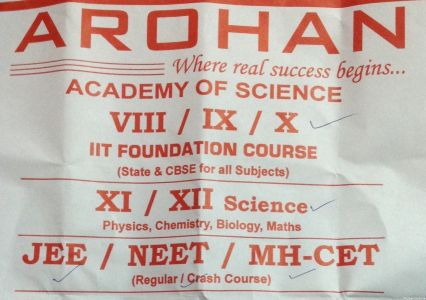 AROHAN
Where real success begins...
ACADEMY OF SCIENCE
VIII / IX / X
IIT FOUNDATION COURSE
(State & CBSE for all Subjects)
XI / XII Science
Physics, Chemistry, Biology, Maths
JEE / NEET / MH-CET
(Regular / Crash Course)